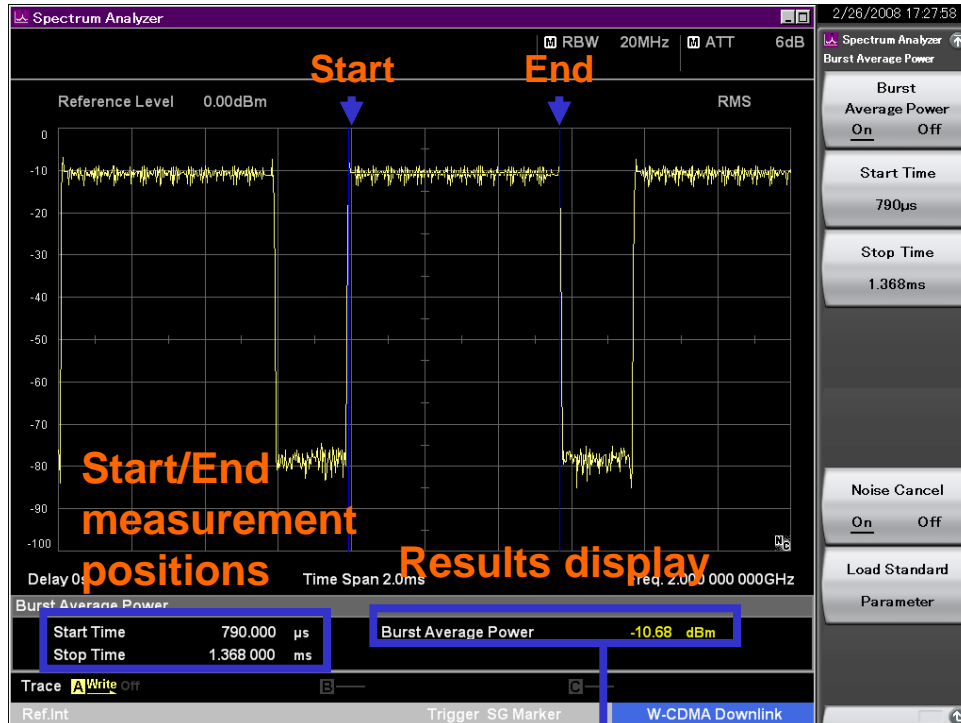 Spectrum Analyzer
2/26/2008 17:27:58
M RBW 20MHz M ATT 6dB
Start End
Reference Level 0.00dBm RMS
0
-10
-20
-30
-40
-50
-60
-70
-80
-90
-100
Start/End
measurement
positions
Results display
NC
Delay 0s Time Span 2.0ms Freq. 2.000 000 000GHz
Burst Average Power
Start Time 790.000 µs
Stop Time 1.368 000 ms
Burst Average Power -10.68 dBm
Trace A Write Off B C
Ref.Int Trigger SG Marker W-CDMA Downlink
Spectrum Analyzer
Burst Average Power
Burst
Average Power
On Off
Start Time
790µs
Stop Time
1.368ms
Noise Cancel
On Off
Load Standard
Parameter